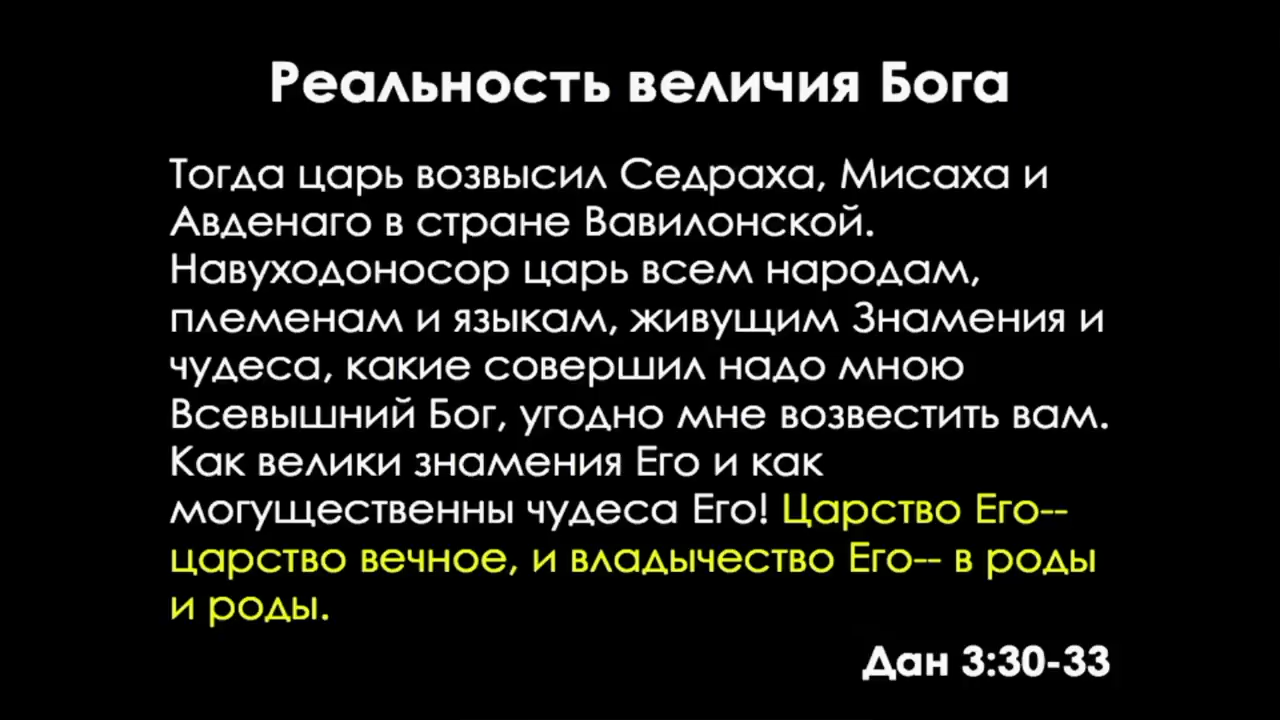 Реальность величия Бога
Тогда царь возвысил Седраха, Мисаха и
Авденаго в стране Вавилонской.
Навуходоносор царь всем народам,
племенам и языкам, живущим Знамения и
чудеса, какие совершил надо мною
Всевышний Бог, угодно мне возвестить вам.
Как велики знамения Его и как
могущественны чудеса Его! Царство Его--
царство вечное, и владычество Его-- в роды
и роды.
Дан 3:30-33